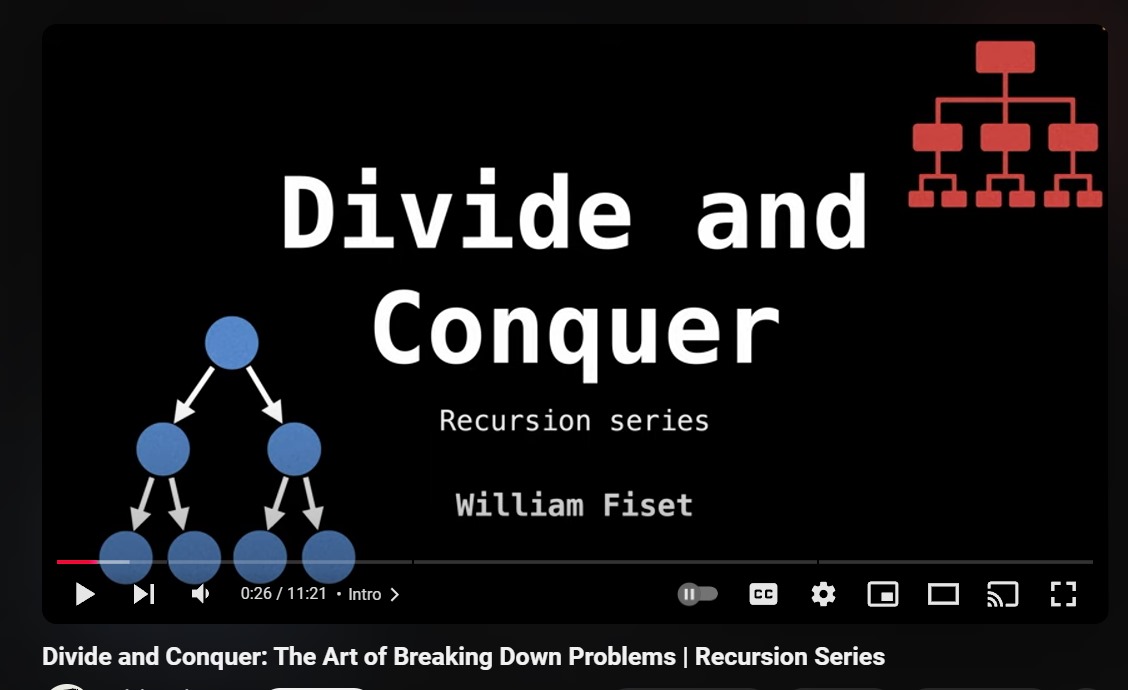 Divide and
Conquer
Recursion series
William Fiset
CC
0:26 / 11:21 • Intro
Divide and Conquer: The Art of Breaking Down Problems | Recursion Series